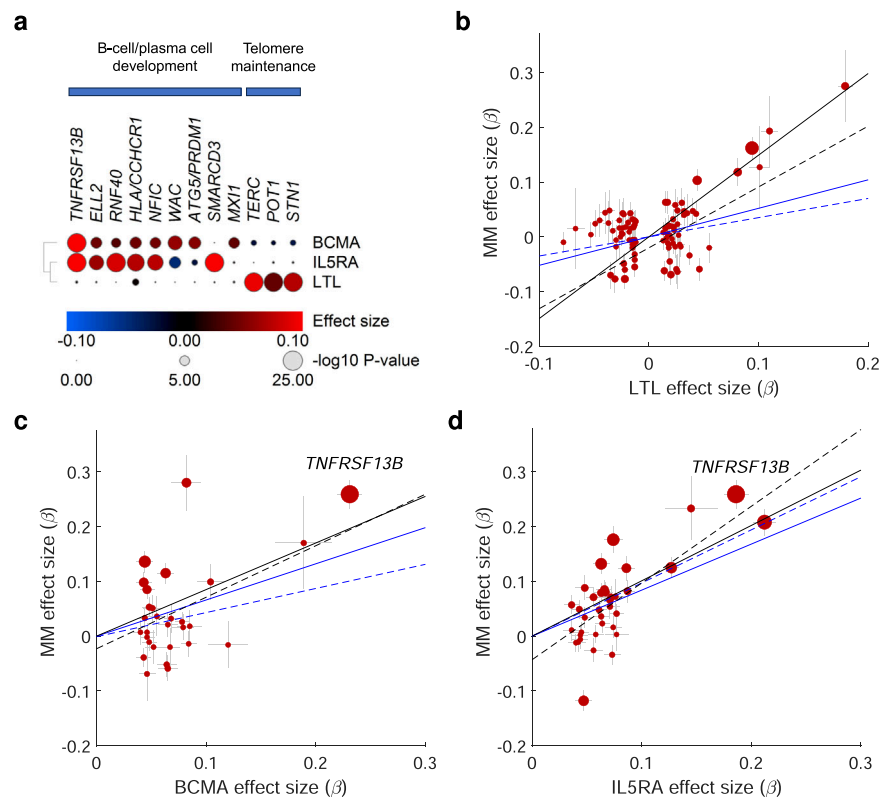 a
B-cell/plasma cell
development
Telomere
maintenance
TNFRSF13B
ELL2
RNF40
HLA/CCHCR1
NFIC
WAC
ATG5/PRDM1
SMARCD3
MXI1
TERC
POT1
STN1
BCMA
IL5RA
LTL
Effect size
-0.10 0.00 0.10
-log10 P-value
0.00 5.00 25.00
b
MM effect size (β)
0.3
0.2
0.1
0
-0.1
-0.2
-0.1 0 0.1 0.2
LTL effect size (β)
c
TNFRSF13B
MM effect size (β)
0.3
0.2
0.1
0
-0.1
-0.2
0 0.1 0.2 0.3
BCMA effect size (β)
d
TNFRSF13B
MM effect size (β)
0.3
0.2
0.1
0
-0.1
-0.2
0 0.1 0.2 0.3
IL5RA effect size (β)